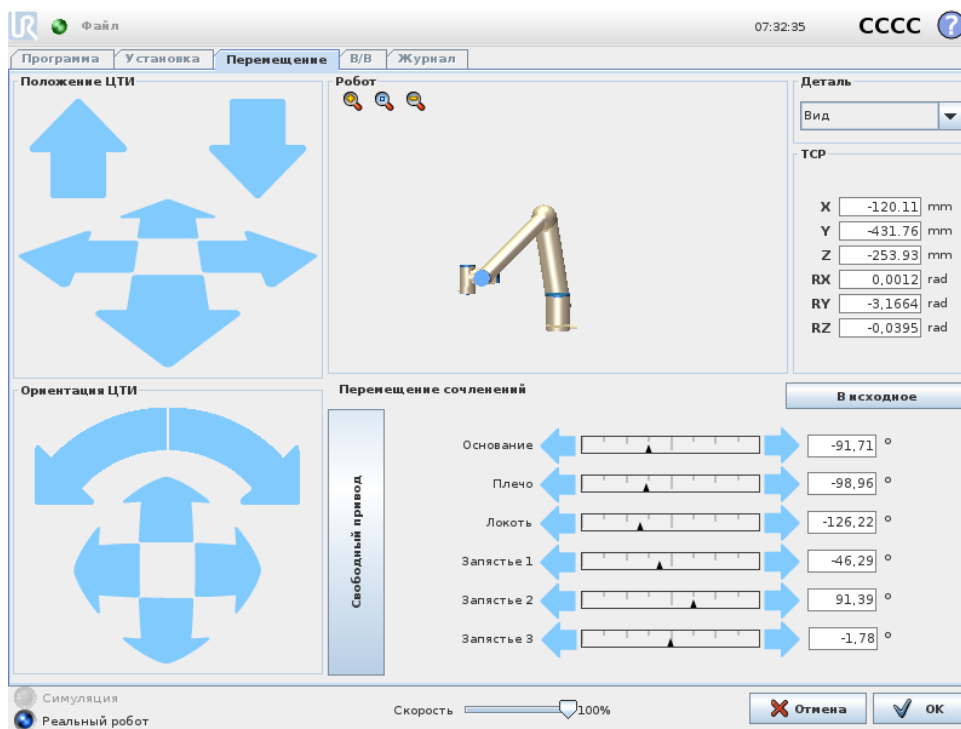 UR Файл 07:32:35 CCCC ?
Программа Установка Перемещение В/В Журнал
Положение ЦТИ
Робот
Деталь
Вид
TCP
X -120.11 mm
Y -431.76 mm
Z -253.93 mm
RX 0,0012 rad
RY -3,1664 rad
RZ -0,0395 rad
Ориентация ЦТИ
Перемещение сочленений
В исходное
Свободный привод
Основание -91,71 °
Плечо -98,96 °
Локоть -126,22 °
Запястье 1 -46,29 °
Запястье 2 91,39 °
Запястье 3 -1,78 °
Симуляция
Реальный робот
Скорость 100%
Отмена
OK